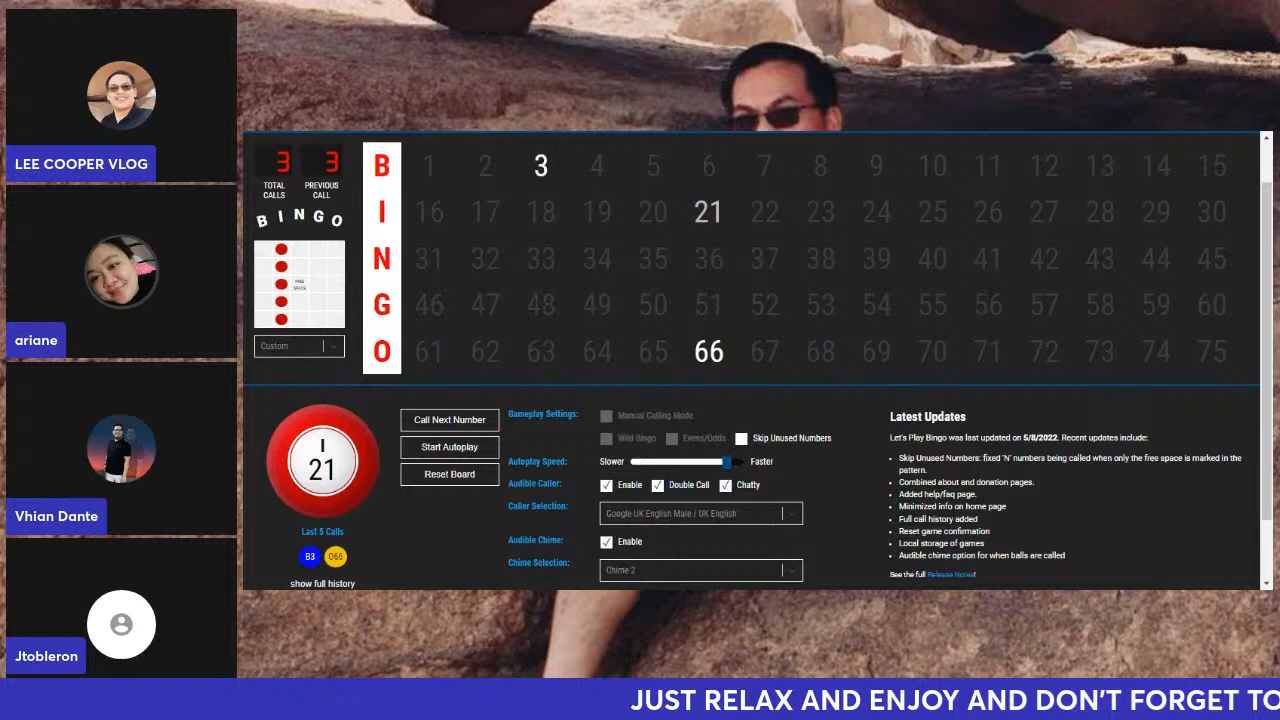 LEE COOPER VLOG
ariane
Vhian Dante
Jtobleron
3 3
TOTAL CALLS PREVIOUS CALL
B I N G O
FREE SPACE
Custom
B 1 2 3 4 5 6 7 8 9 10 11 12 13 14 15
I 16 17 18 19 20 21 22 23 24 25 26 27 28 29 30
N 31 32 33 34 35 36 37 38 39 40 41 42 43 44 45
G 46 47 48 49 50 51 52 53 54 55 56 57 58 59 60
O 61 62 63 64 65 66 67 68 69 70 71 72 73 74 75
I
21
Last 5 Calls
B3 O66
show full history
Call Next Number
Start Autoplay
Reset Board
Gameplay Settings: Manual Calling Mode
Wild Bingo Evens/Odds Skip Unused Numbers
Autoplay Speed: Slower Faster
Audible Caller: Enable Double Call Chatty
Caller Selection: Google UK English Male / UK English
Audible Chime: Enable
Chime Selection: Chime 2
Latest Updates
Let's Play Bingo was last updated on 5/8/2022. Recent updates include:
Skip Unused Numbers: fixed 'N' numbers being called when only the free space is marked in the
pattern.
Combined about and donation pages.
Added help/faq page.
Minimized info on home page
Full call history added
Reset game confirmation
Local storage of games
Audible chime option for when balls are called
See the full Release Notes!
JUST RELAX AND ENJOY AND DON'T FORGET TO